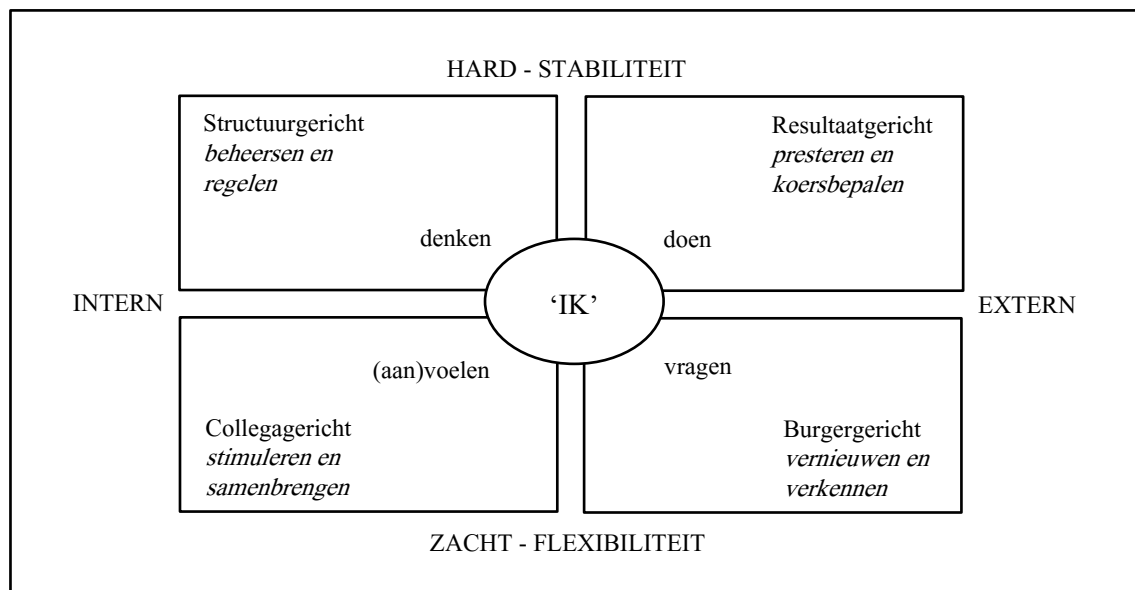 HARD - STABILITEIT
Structuurgericht
beheersen en
regelen
denken
Resultaatgericht
presteren en
koersbepalen
doen
INTERN
‘IK’
EXTERN
(aan)voelen
Collegagericht
stimuleren en
samenbrengen
vragen
Burgergericht
vernieuwen en
verkennen
ZACHT - FLEXIBILITEIT